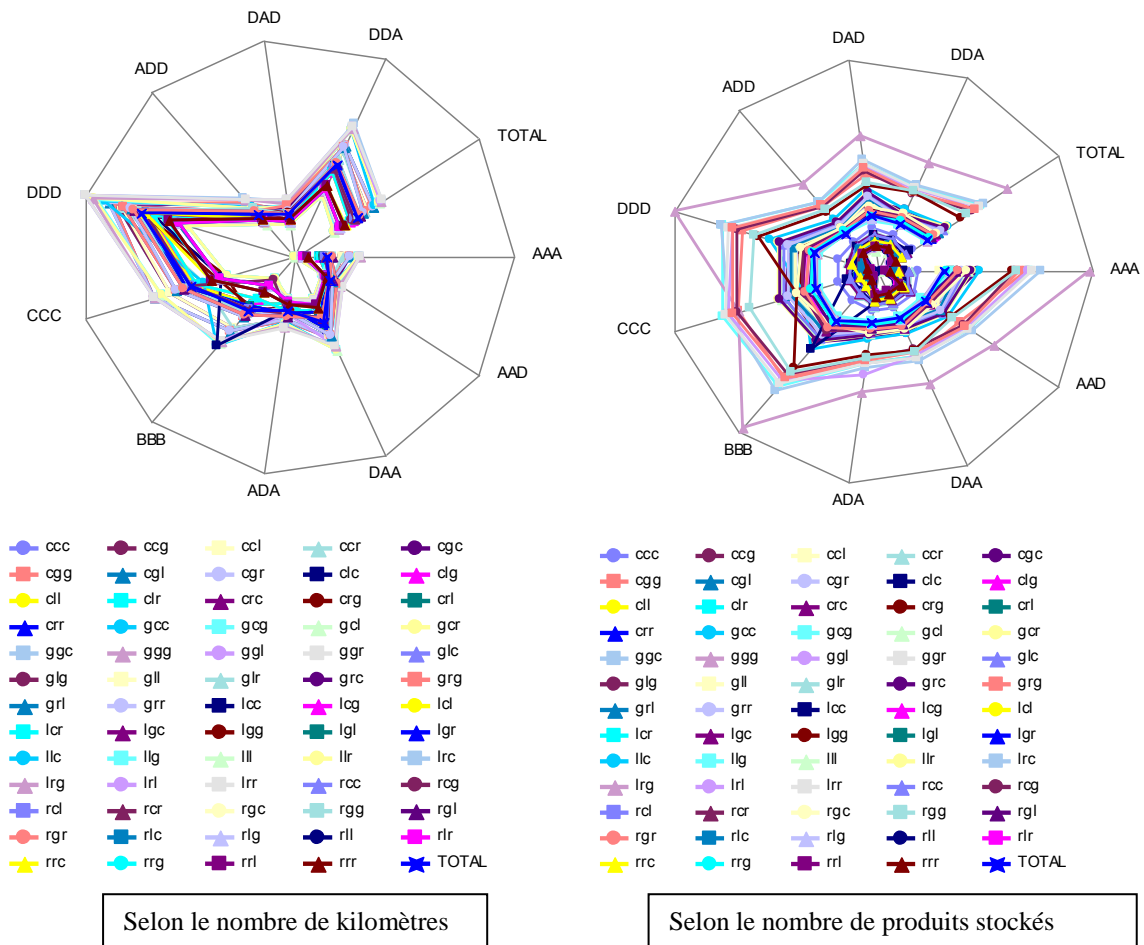 DAD
DDA
ADD
TOTAL
DDD
AAA
CCC
AAD
BBB
DAA
ADA
ccc ccg ccl ccr cgc
cgg cgl cgr clc clg
cll clr crc crg crl
crr gcc gcg gcl gcr
ggc ggg ggl ggr glc
glg gll glr grc grg
grl grr lcc lcg lcl
lcr lgc lgg lgl lgr
llc llg lll llr lrc
lrg lrl lrr rcc rcg
rcl rcr rgc rgg rgl
rgr rlc rlg rll rlr
rrc rrg rrl rrr TOTAL
Selon le nombre de kilomètres
DAD
DDA
ADD
TOTAL
DDD
AAA
CCC
AAD
BBB
DAA
ADA
ccc ccg ccl ccr cgc
cgg cgl cgr clc clg
cll clr crc crg crl
crr gcc gcg gcl gcr
ggc ggg ggl ggr glc
glg gll glr grc grg
grl grr lcc lcg lcl
lcr lgc lgg lgl lgr
llc llg lll llr lrc
lrg lrl lrr rcc rcg
rcl rcr rgc rgg rgl
rgr rlc rlg rll rlr
rrc rrg rrl rrr TOTAL
Selon le nombre de produits stockés